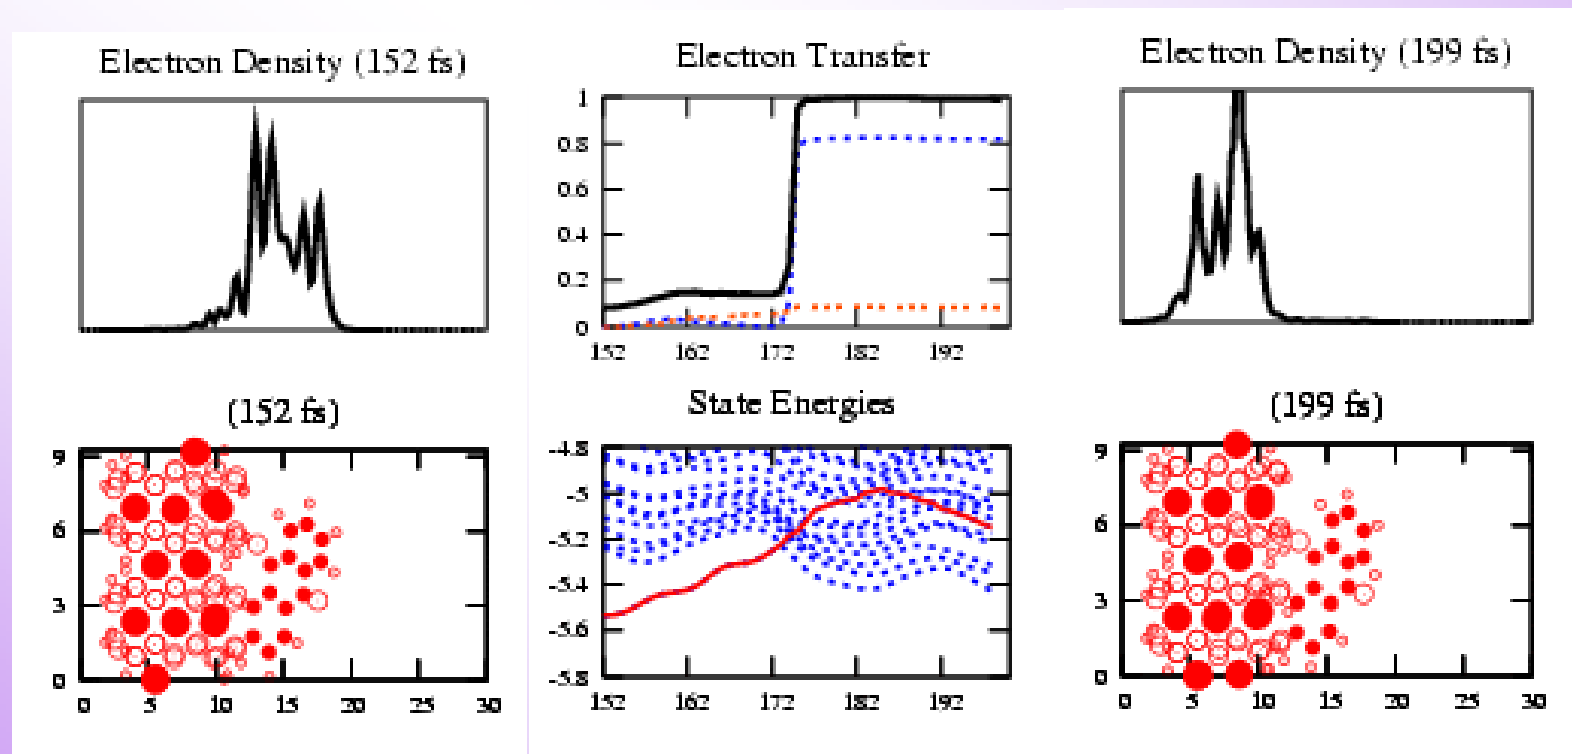 Electron Density (152 fs)
Electron Transfer
Electron Density (199 fs)
1
0.8
0.6
0.4
0.2
0
152 162 172 182 192
(152 fs)
State Energies
(199 fs)
9
6
3
0
0 5 10 15 20 25 30
-4.8
-5
-5.2
-5.4
-5.6
-5.8
152 162 172 182 192
9
6
3
0
0 5 10 15 20 25 30